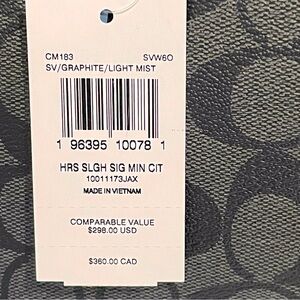 CM183 SVW6O
SV/GRAPHITE/LIGHT MIST
1 96395 10078 1
HRS SLGH SIG MIN CIT
10011173JAX
MADE IN VIETNAM
COMPARABLE VALUE
$298.00 USD
$360.00 CAD